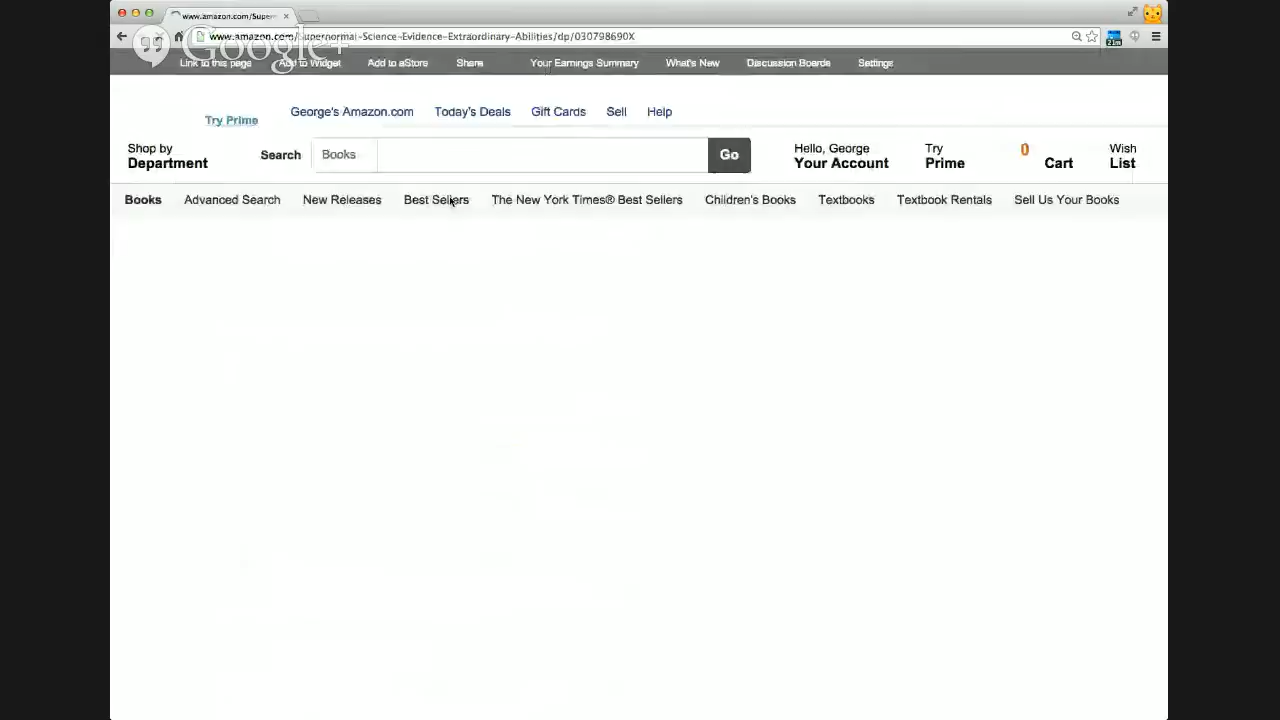 www.amazon.com/Supern
www.amazon.com/Supernormal-Science-Evidence-Extraordinary-Abilities/dp/030798690X
Google+
21m
Link to this page Add to Widget Add to aStore Share Your Earnings Summary What's New Discussion Boards Settings
Try Prime George's Amazon.com Today's Deals Gift Cards Sell Help
Shop by Department Search Books Go Hello, George Your Account Try Prime 0 Cart Wish List
Books Advanced Search New Releases Best Sellers The New York Times® Best Sellers Children's Books Textbooks Textbook Rentals Sell Us Your Books